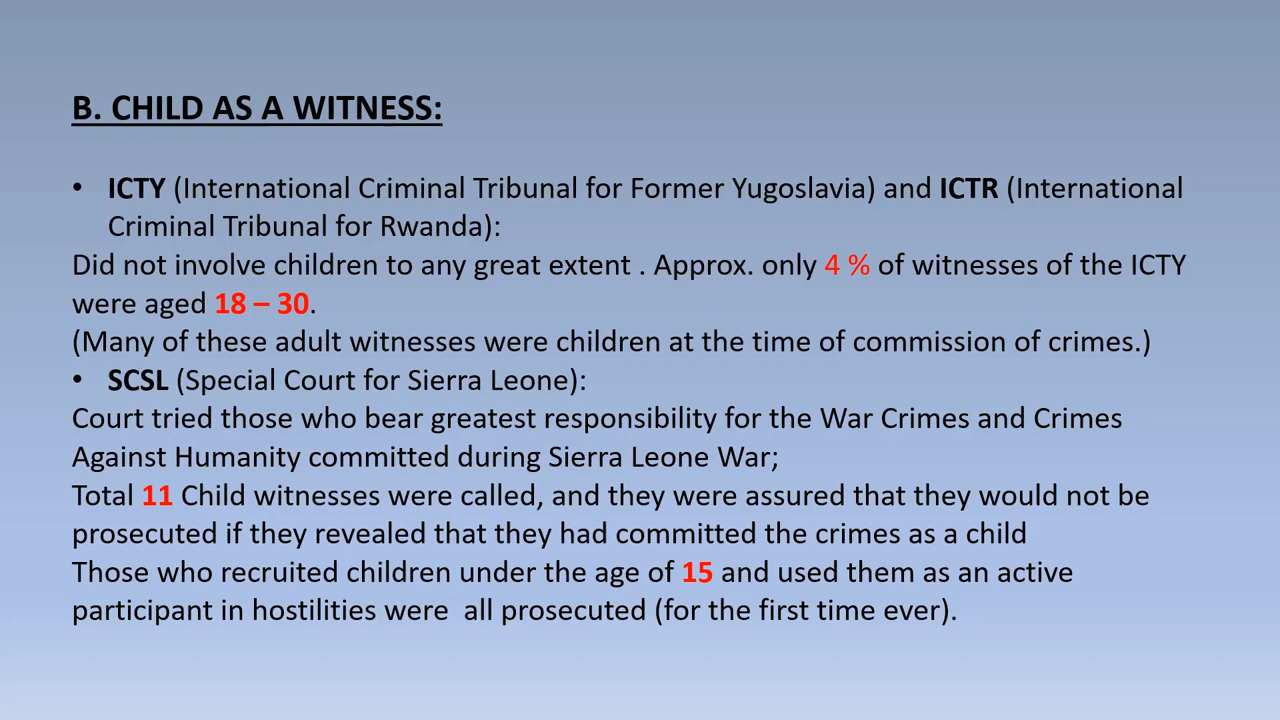 B. CHILD AS A WITNESS:
• ICTY (International Criminal Tribunal for Former Yugoslavia) and ICTR (International
Criminal Tribunal for Rwanda):
Did not involve children to any great extent . Approx. only 4 % of witnesses of the ICTY
were aged 18 – 30.
(Many of these adult witnesses were children at the time of commission of crimes.)
• SCSL (Special Court for Sierra Leone):
Court tried those who bear greatest responsibility for the War Crimes and Crimes
Against Humanity committed during Sierra Leone War;
Total 11 Child witnesses were called, and they were assured that they would not be
prosecuted if they revealed that they had committed the crimes as a child
Those who recruited children under the age of 15 and used them as an active
participant in hostilities were  all prosecuted (for the first time ever).